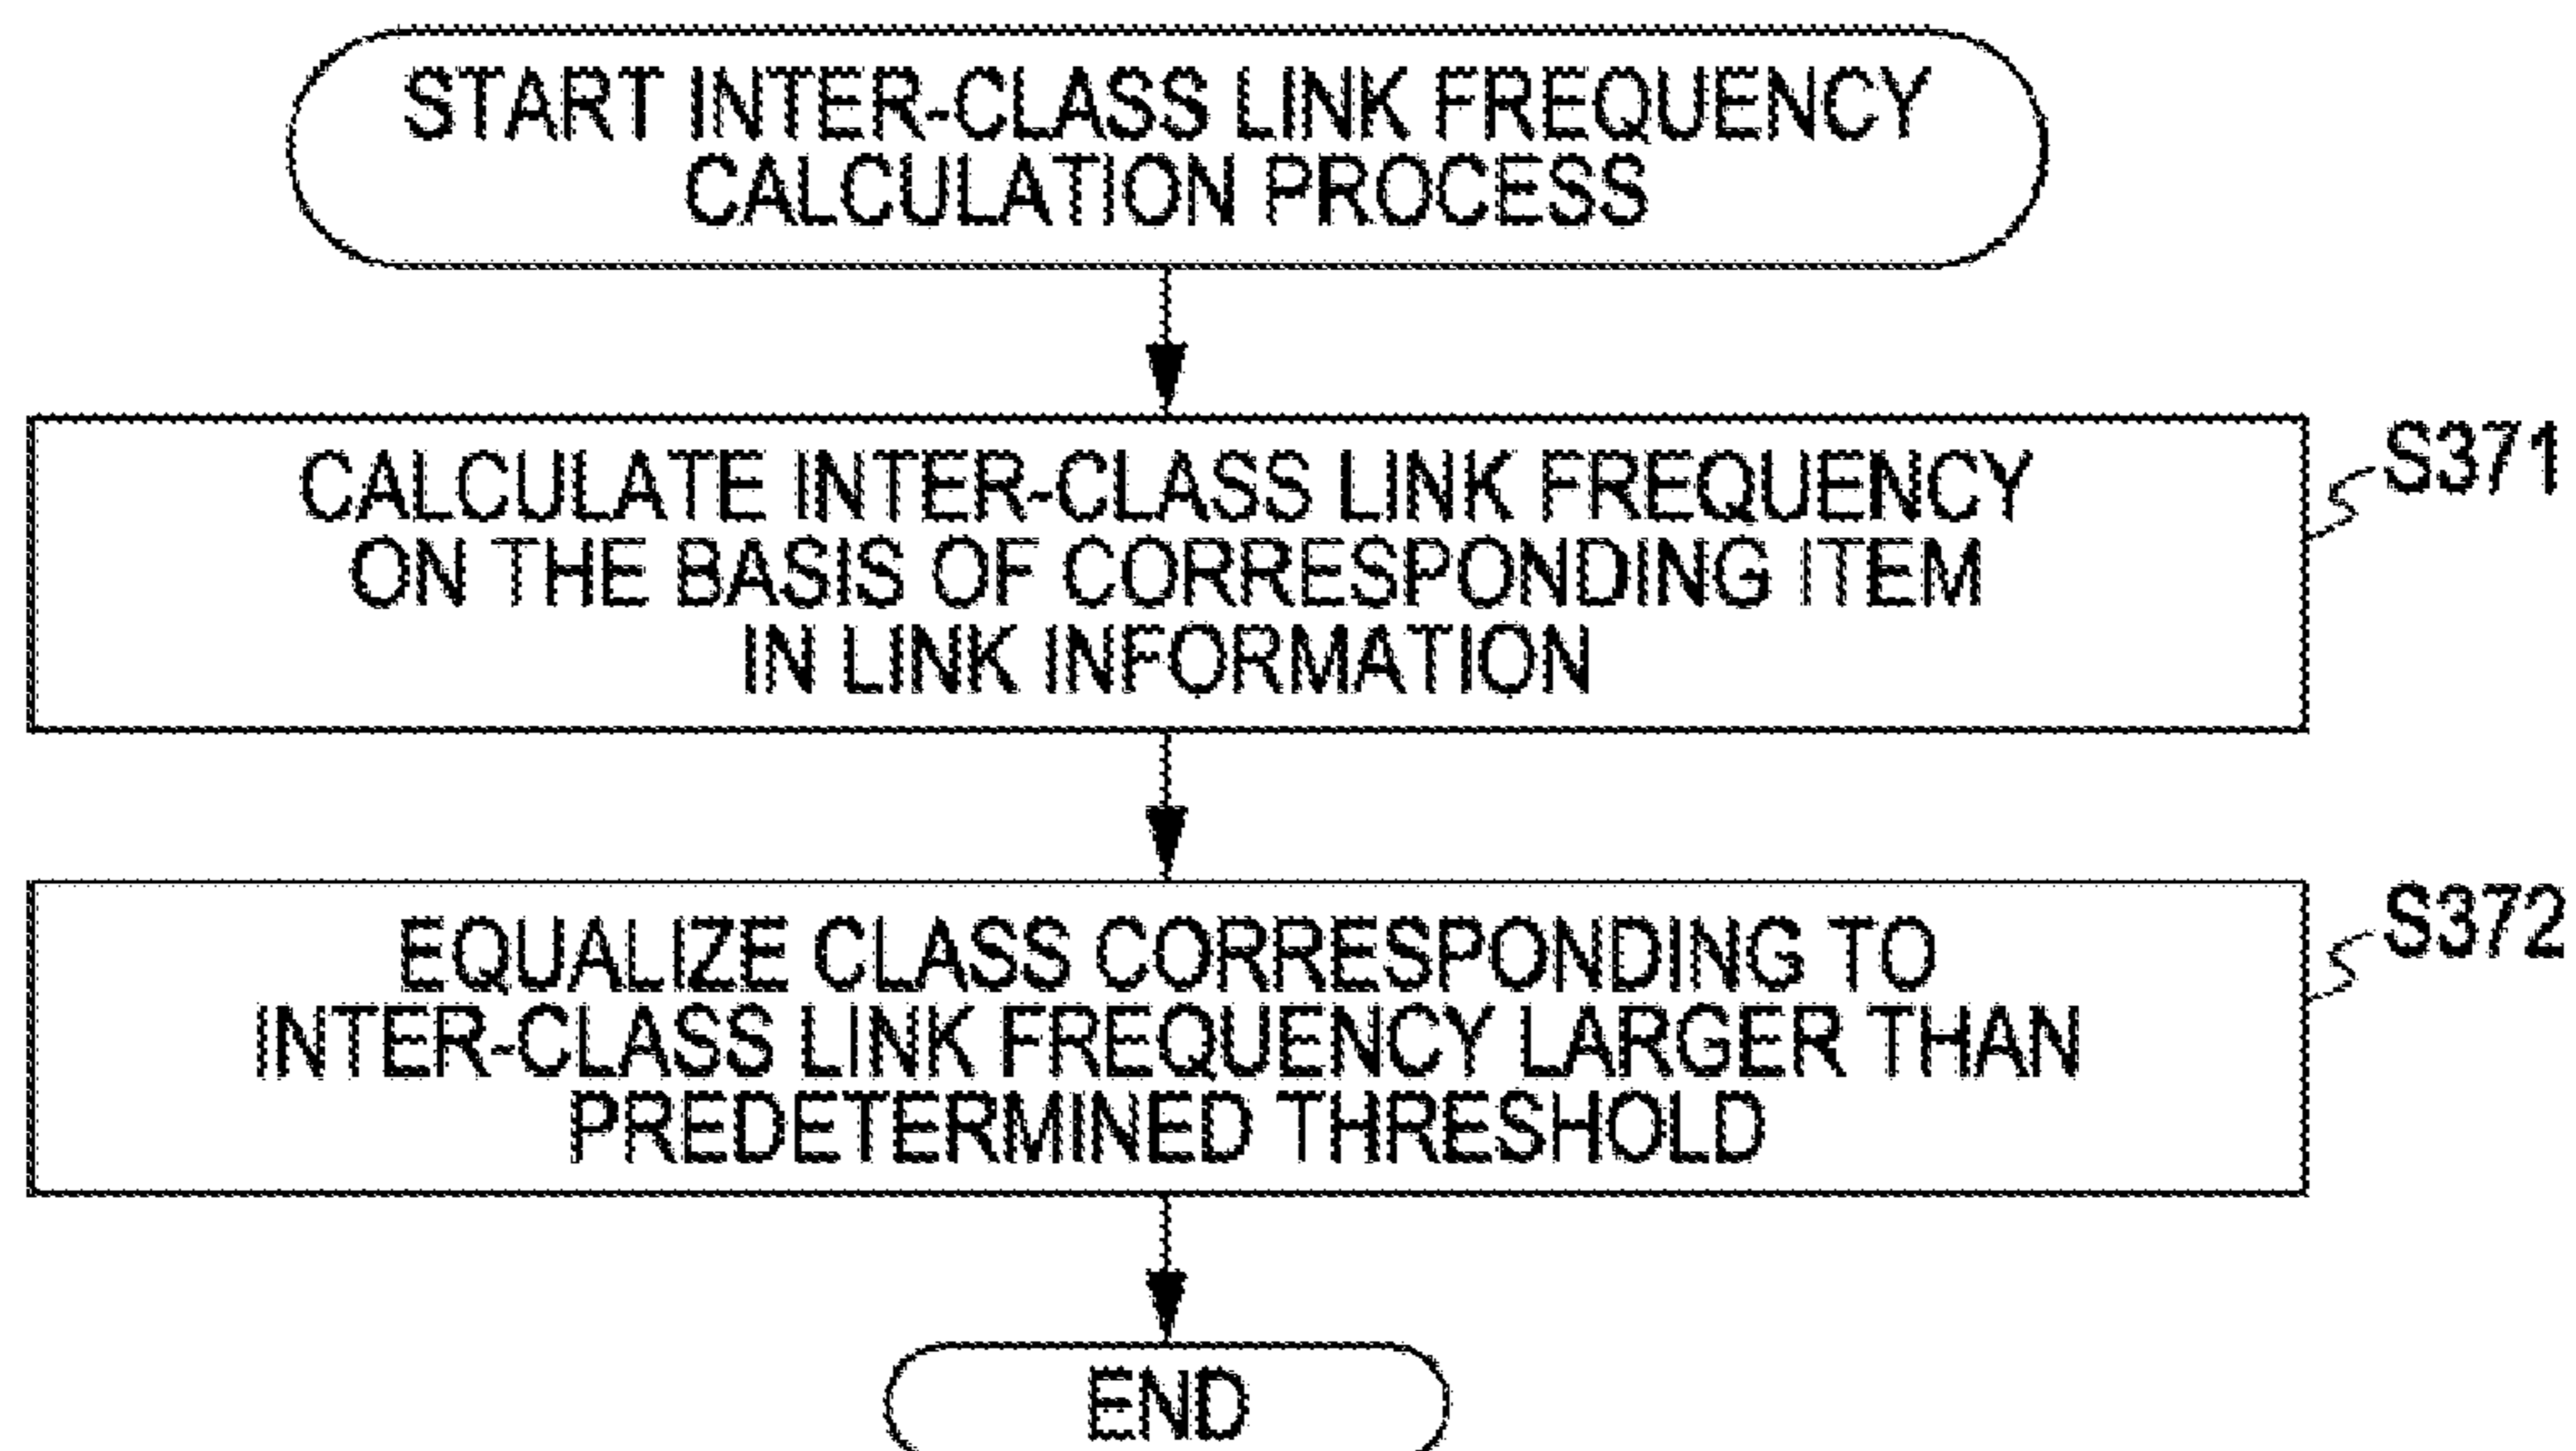 START INTER-CLASS LINK FREQUENCY
CALCULATION PROCESS
CALCULATE INTER-CLASS LINK FREQUENCY
ON THE BASIS OF CORRESPONDING ITEM
IN LINK INFORMATION
S371
EQUALIZE CLASS CORRESPONDING TO
INTER-CLASS LINK FREQUENCY LARGER THAN
PREDETERMINED THRESHOLD
S372
END